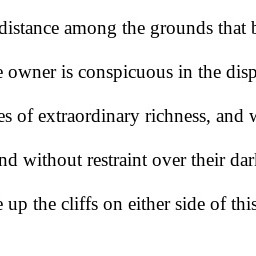 distance among the grounds that
owner is conspicuous in the disp
es of extraordinary richness, and
nd without restraint over their dar
up the cliffs on either side of this